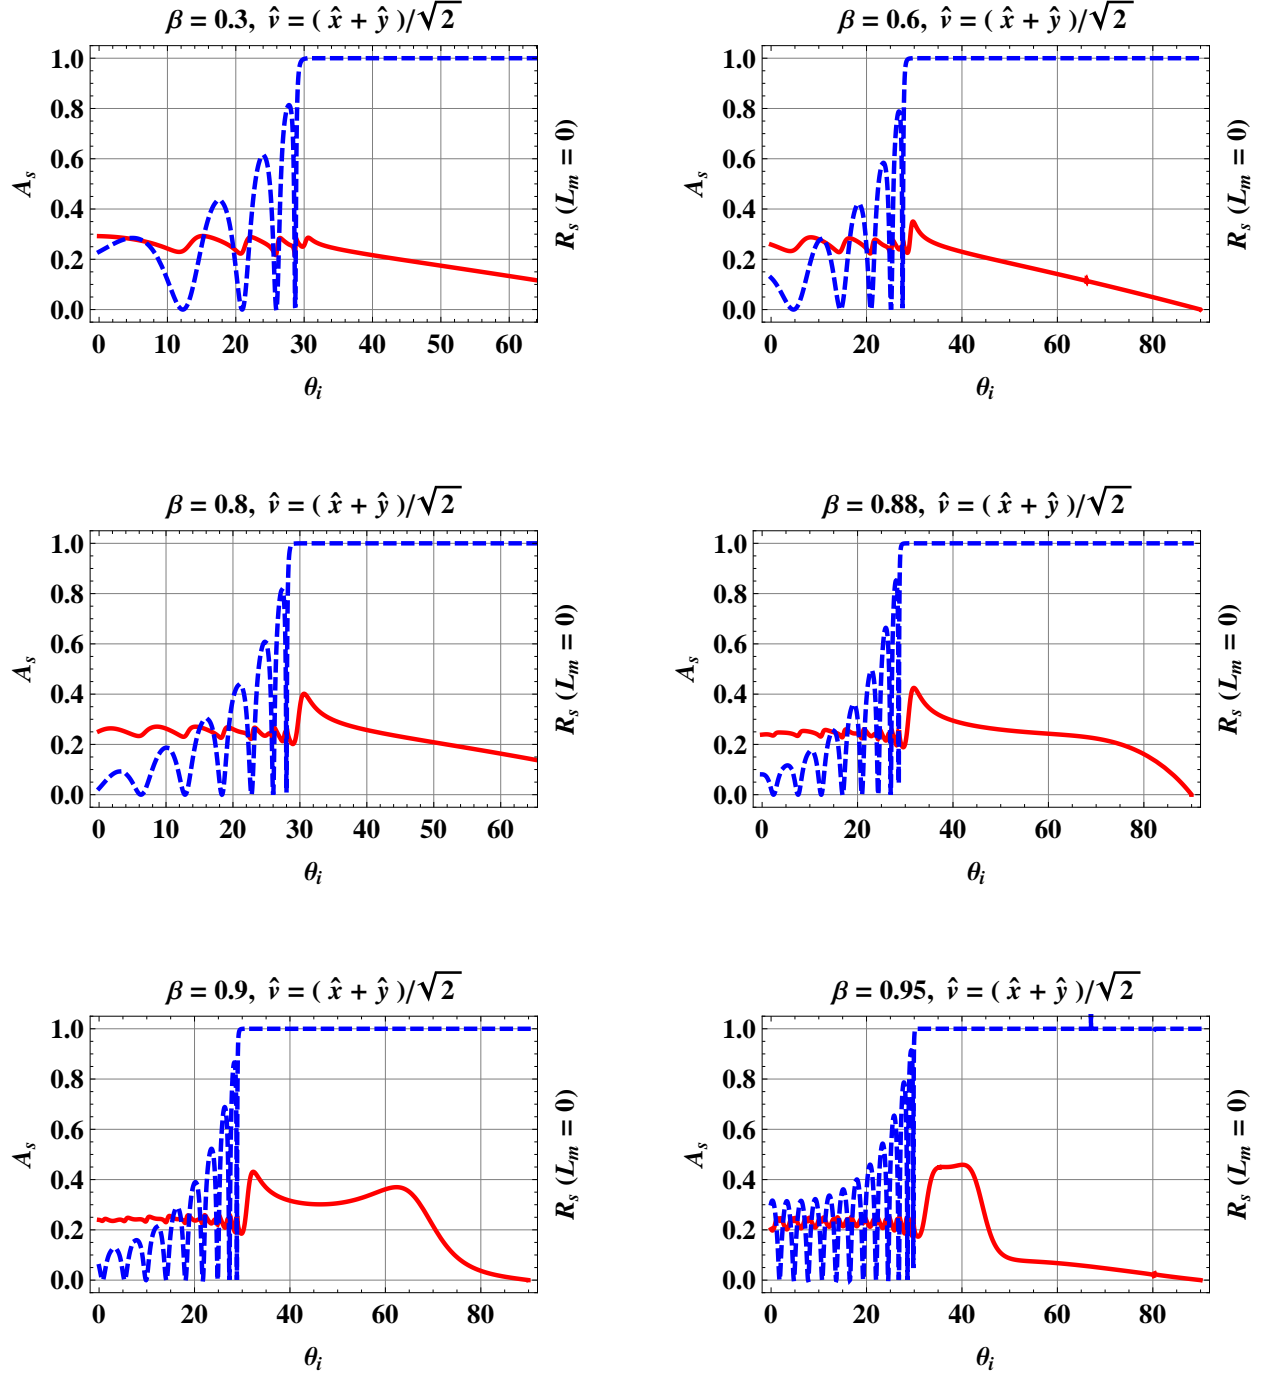 β = 0.3, v̂ = ( x̂ + ŷ )/√2
1.0
0.8
0.6
0.4
0.2
0.0
A_s
R_s (L_m = 0)
0 10 20 30 40 50 60
θ_i
β = 0.6, v̂ = ( x̂ + ŷ )/√2
1.0
0.8
0.6
0.4
0.2
0.0
A_s
R_s (L_m = 0)
0 20 40 60 80
θ_i
β = 0.8, v̂ = ( x̂ + ŷ )/√2
1.0
0.8
0.6
0.4
0.2
0.0
A_s
R_s (L_m = 0)
0 10 20 30 40 50 60
θ_i
β = 0.88, v̂ = ( x̂ + ŷ )/√2
1.0
0.8
0.6
0.4
0.2
0.0
A_s
R_s (L_m = 0)
0 20 40 60 80
θ_i
β = 0.9, v̂ = ( x̂ + ŷ )/√2
1.0
0.8
0.6
0.4
0.2
0.0
A_s
R_s (L_m = 0)
0 20 40 60 80
θ_i
β = 0.95, v̂ = ( x̂ + ŷ )/√2
1.0
0.8
0.6
0.4
0.2
0.0
A_s
R_s (L_m = 0)
0 20 40 60 80
θ_i